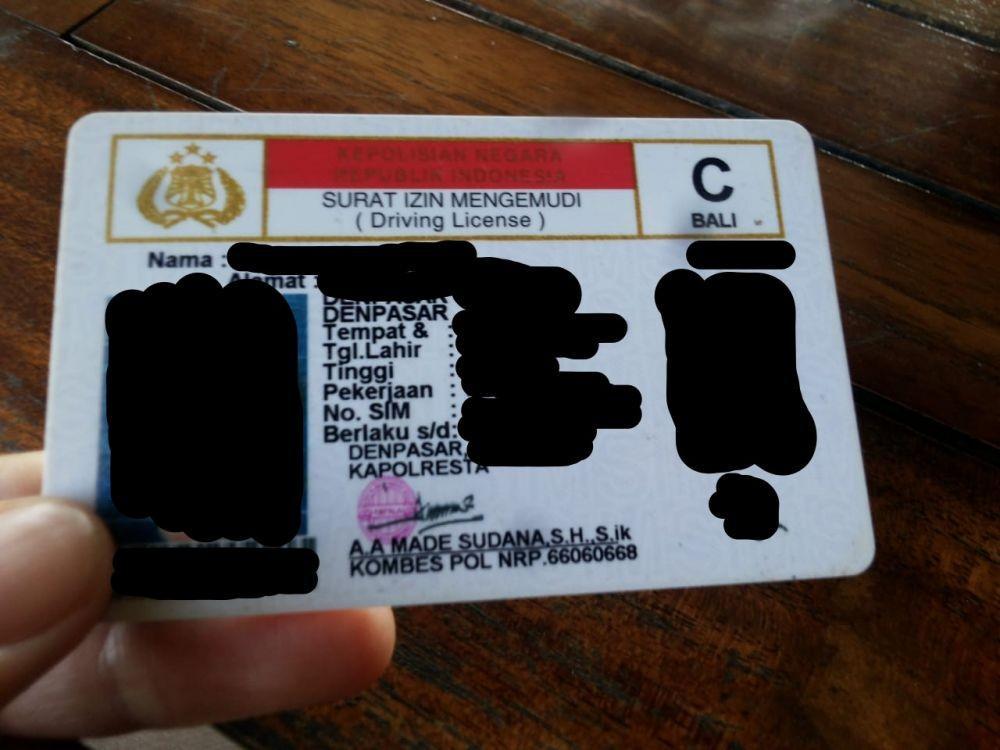 KEPOLISIAN NEGARA
REPUBLIK INDONESIA
SURAT IZIN MENGEMUDI
( Driving License )
C
BALI
Nama :
Alamat :
DENPASAR
DENPASAR
Tempat & :
Tgl.Lahir
Tinggi :
Pekerjaan :
No. SIM :
Berlaku s/d:
DENPASAR,
KAPOLRESTA
A.A MADE SUDANA,S.H.,S.ik
KOMBES POL NRP.66060668